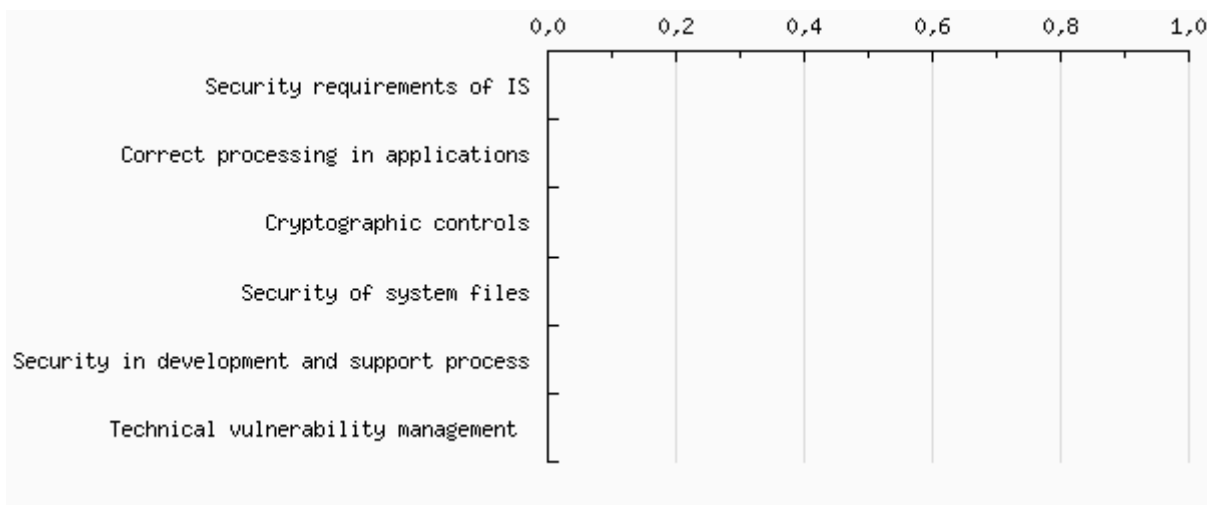 0,0 0,2 0,4 0,6 0,8 1,0
Security requirements of IS
Correct processing in applications
Cryptographic controls
Security of system files
Security in development and support process
Technical vulnerability management